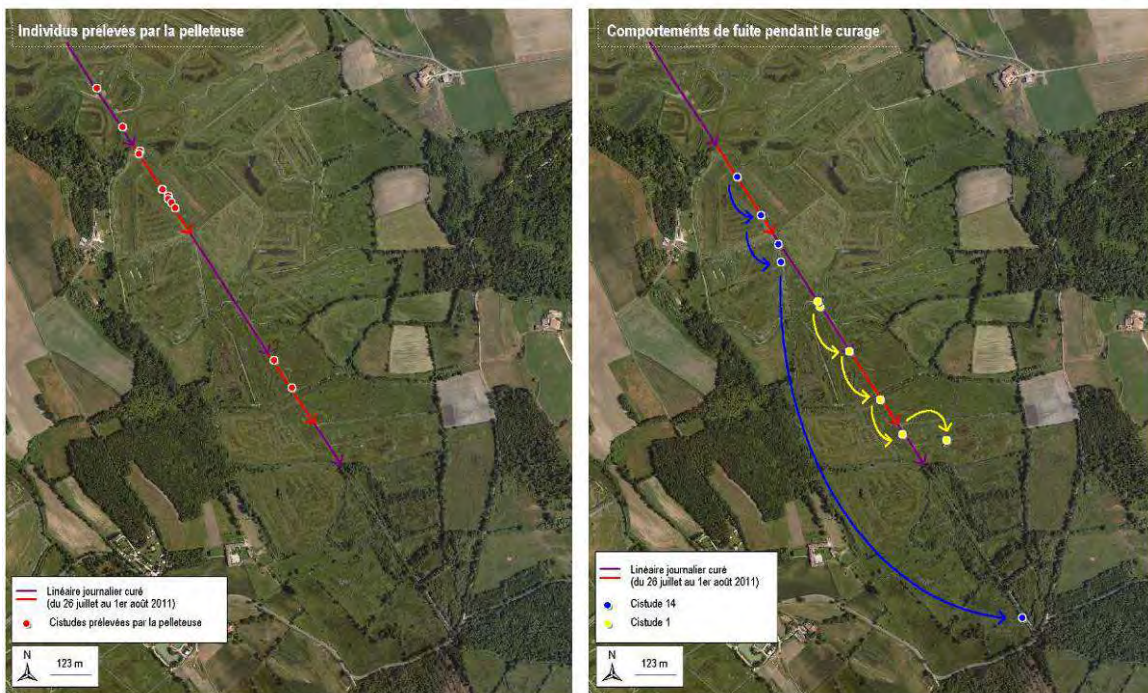 Individus prélevés par la pelleteuse
Linéaire journalier curé
(du 26 juillet au 1er août 2011)
Cistudes prélevées par la pelleteuse
N
123 m
Comportements de fuite pendant le curage
Linéaire journalier curé
(du 26 juillet au 1er août 2011)
Cistude 14
Cistude 1
N
123 m